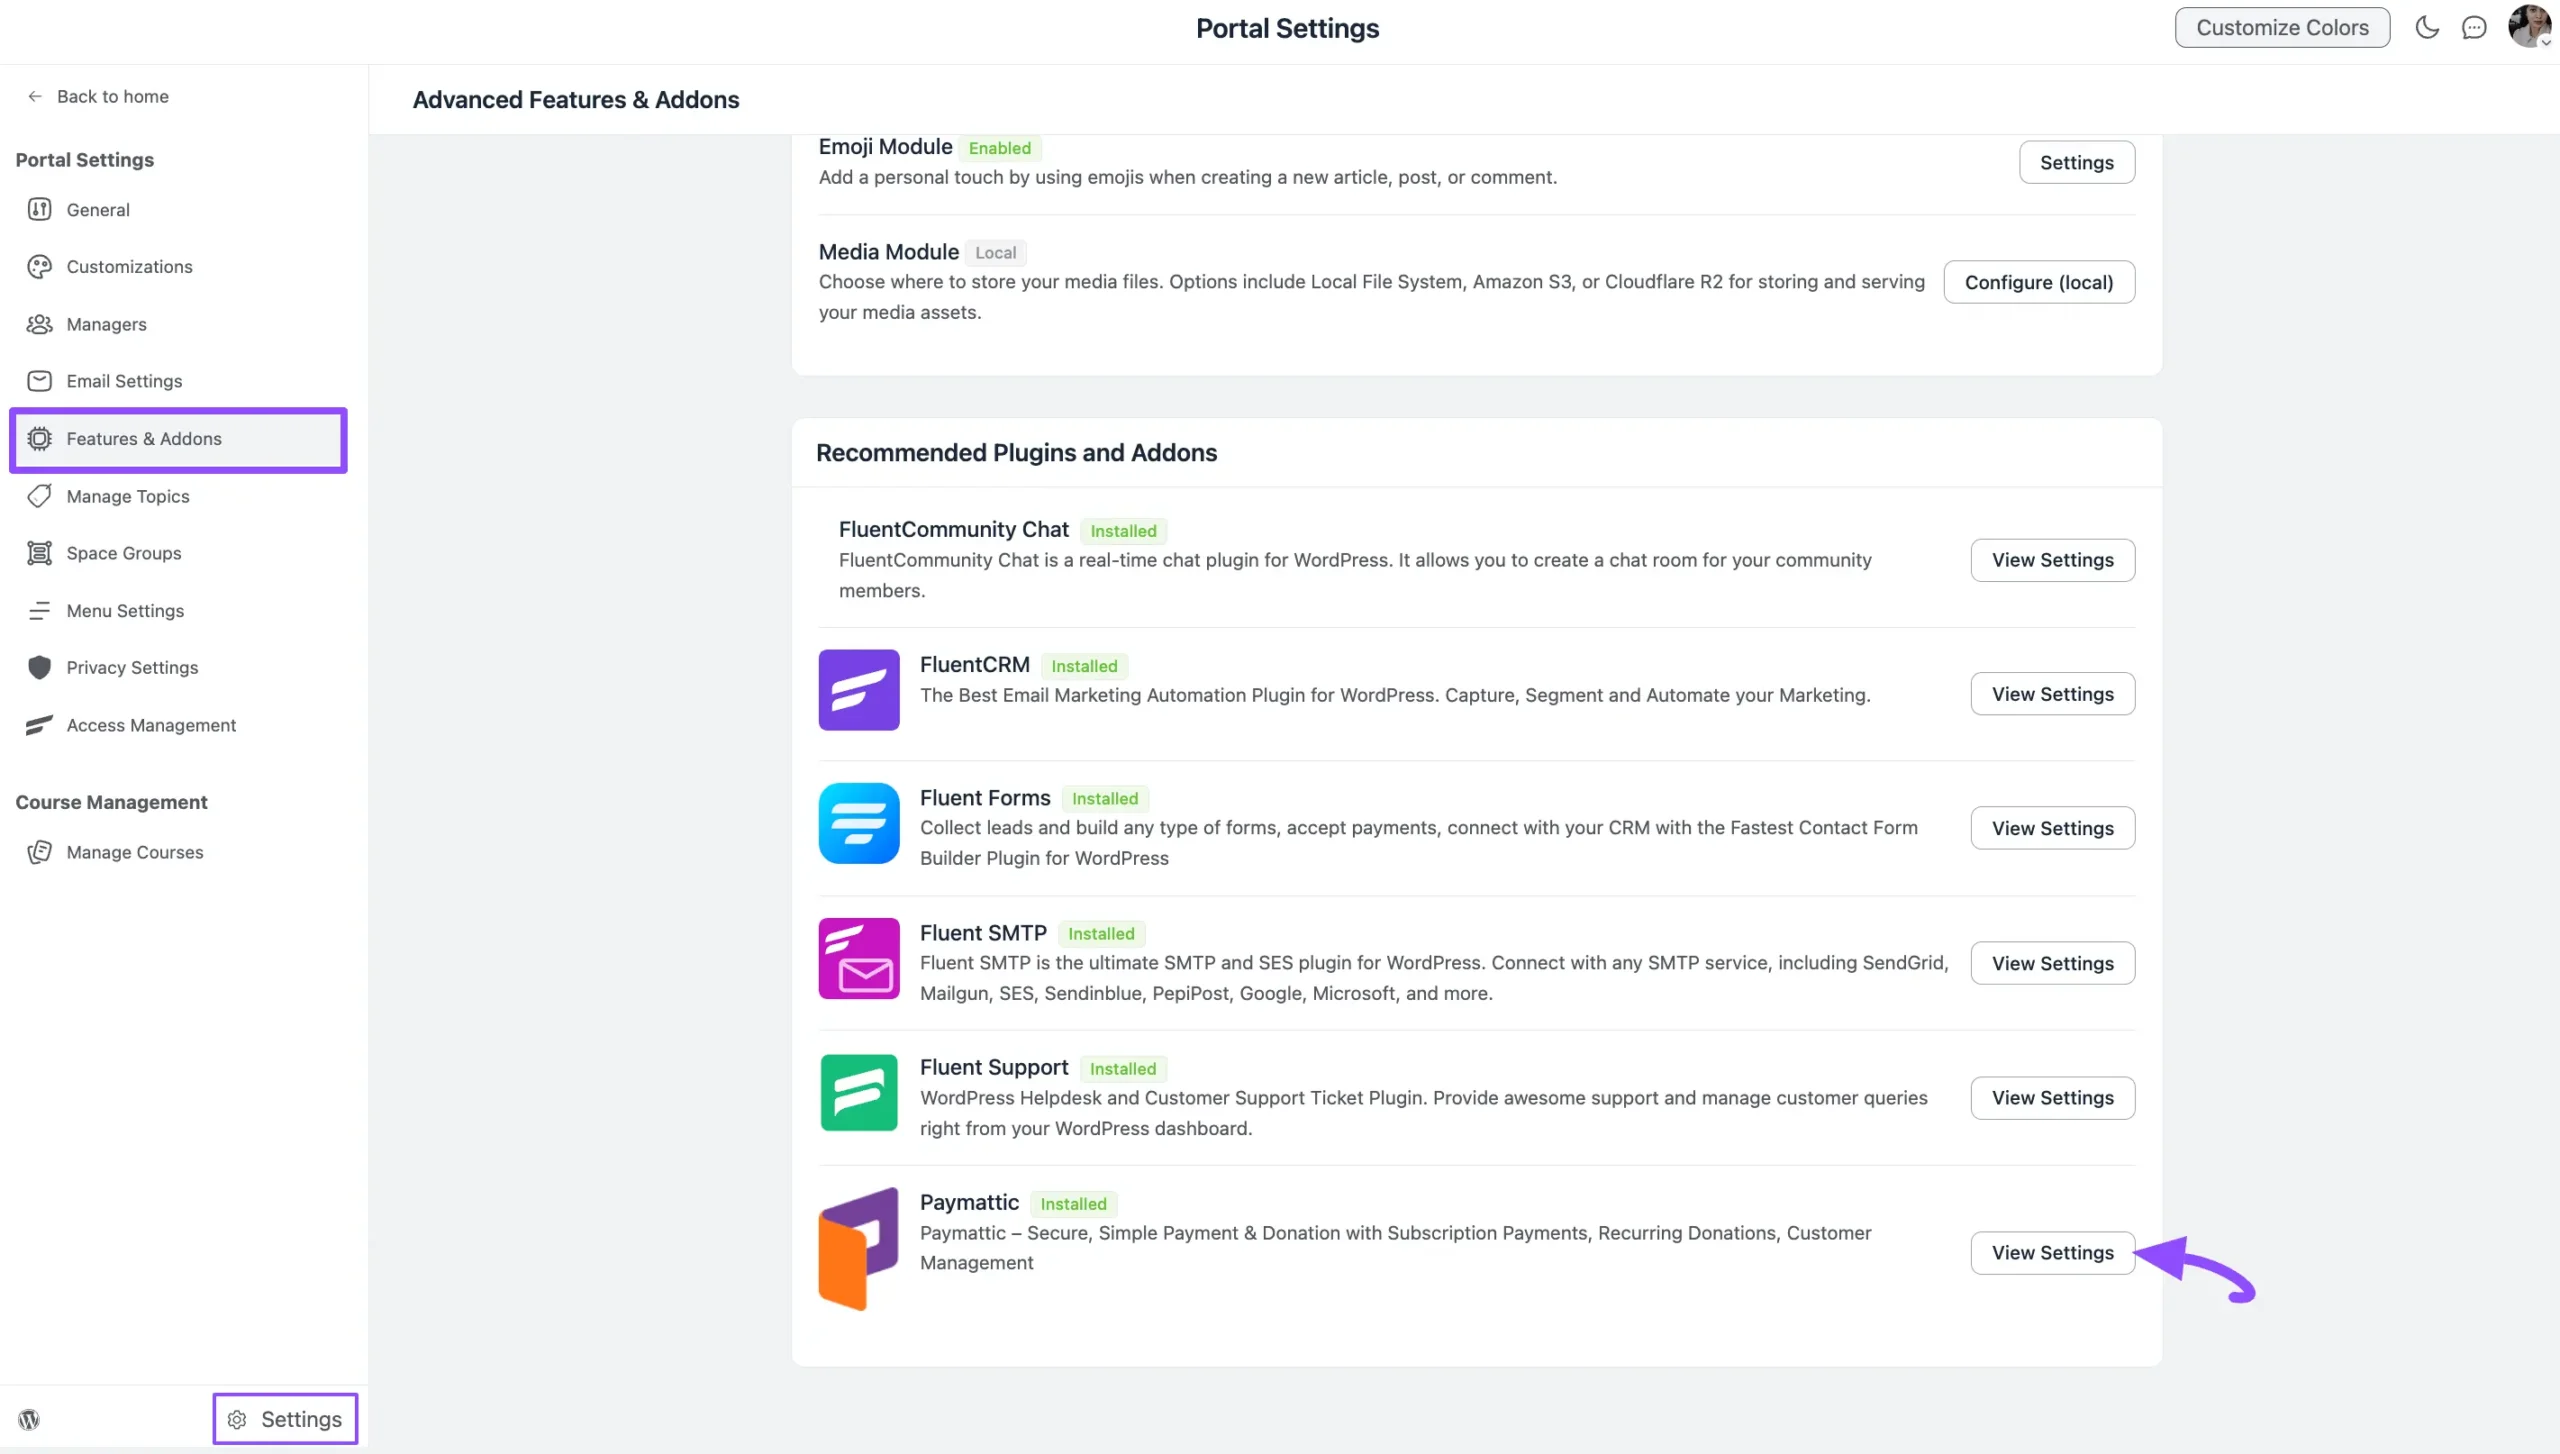 Portal Settings
Customize Colors
Back to home
Portal Settings
General
Customizations
Managers
Email Settings
Features & Addons
Manage Topics
Space Groups
Menu Settings
Privacy Settings
Access Management
Course Management
Manage Courses
Settings
Advanced Features & Addons
Emoji Module Enabled
Add a personal touch by using emojis when creating a new article, post, or comment.
Settings
Media Module Local
Choose where to store your media files. Options include Local File System, Amazon S3, or Cloudflare R2 for storing and serving
your media assets.
Configure (local)
Recommended Plugins and Addons
FluentCommunity Chat Installed
FluentCommunity Chat is a real-time chat plugin for WordPress. It allows you to create a chat room for your community
members.
View Settings
FluentCRM Installed
The Best Email Marketing Automation Plugin for WordPress. Capture, Segment and Automate your Marketing.
View Settings
Fluent Forms Installed
Collect leads and build any type of forms, accept payments, connect with your CRM with the Fastest Contact Form
Builder Plugin for WordPress
View Settings
Fluent SMTP Installed
Fluent SMTP is the ultimate SMTP and SES plugin for WordPress. Connect with any SMTP service, including SendGrid,
Mailgun, SES, Sendinblue, PepiPost, Google, Microsoft, and more.
View Settings
Fluent Support Installed
WordPress Helpdesk and Customer Support Ticket Plugin. Provide awesome support and manage customer queries
right from your WordPress dashboard.
View Settings
Paymattic Installed
Paymattic – Secure, Simple Payment & Donation with Subscription Payments, Recurring Donations, Customer
Management
View Settings